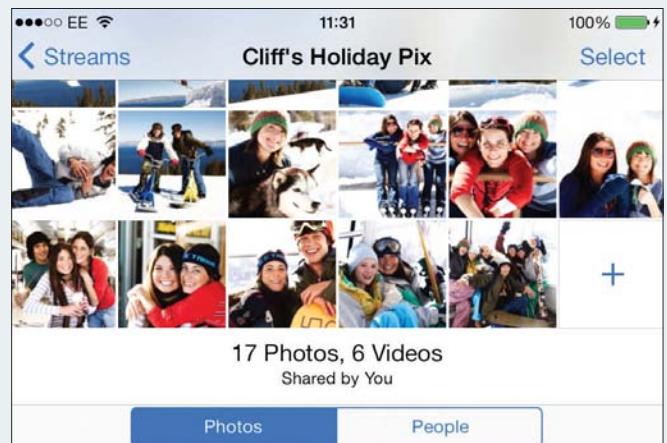 EE 11:31 100%
Streams Cliff's Holiday Pix Select
+
17 Photos, 6 Videos
Shared by You
Photos People